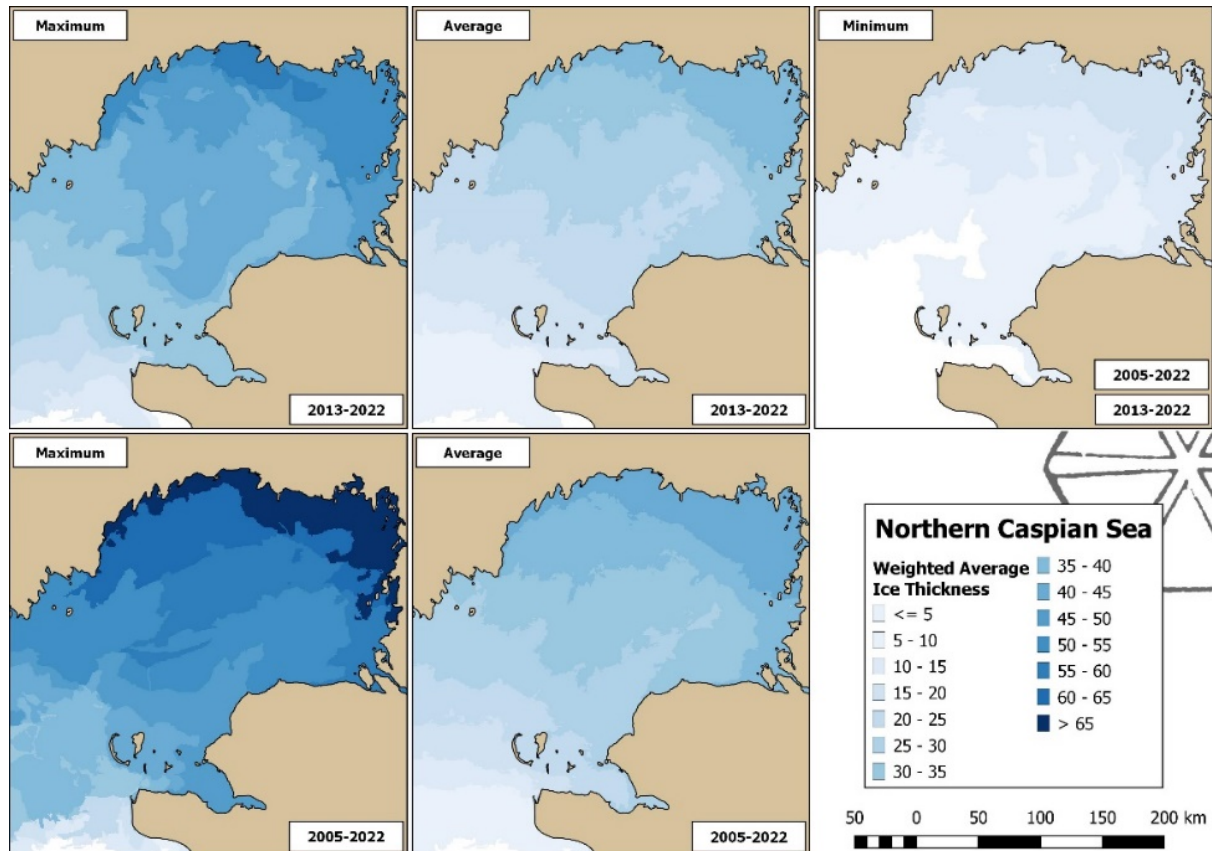 Maximum
Average
Minimum
2013-2022
2013-2022
2005-2022
2013-2022
Maximum
Average
2005-2022
2005-2022
Northern Caspian Sea
Weighted Average
Ice Thickness
<= 5
5 - 10
10 - 15
15 - 20
20 - 25
25 - 30
30 - 35
35 - 40
40 - 45
45 - 50
50 - 55
55 - 60
60 - 65
> 65
50 0 50 100 150 200 km